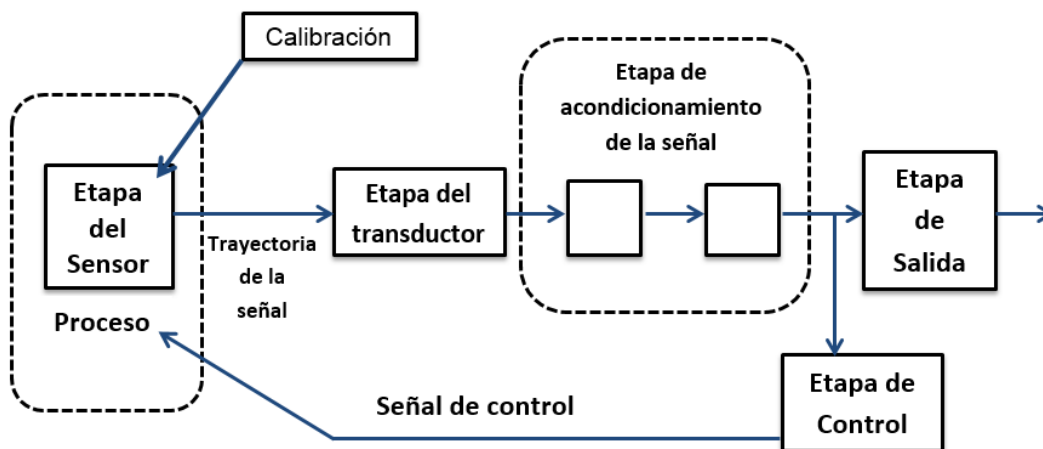 Calibración
Etapa
del
Sensor
Proceso
Trayectoria
de la
señal
Etapa del
transductor
Etapa de
acondicionamiento
de la señal
Etapa
de
Salida
Etapa de
Control
Señal de control